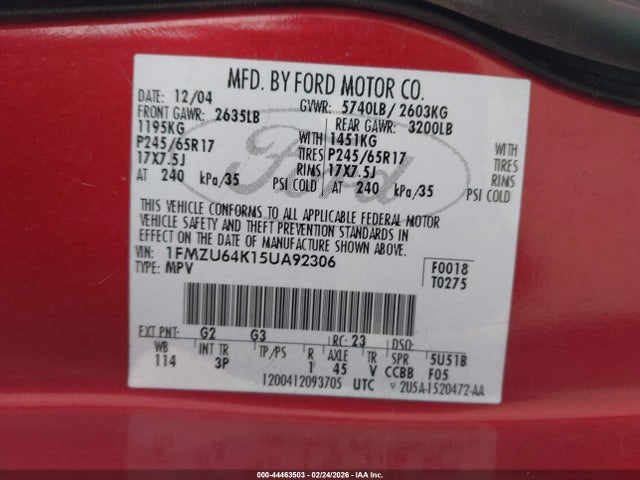 MFD. BY FORD MOTOR CO.
DATE: 12/04 GVWR: 5740LB/2603KG
FRONT GAWR: 2635LB REAR GAWR: 3200LB
1195KG WITH 1451KG WITH
P245/65R17 TIRES P245/65R17 TIRES
17X7.5J RIMS 17X7.5J RIMS
AT 240 kPa/35 PSI COLD AT 240 kPa/35 PSI COLD
THIS VEHICLE CONFORMS TO ALL APPLICABLE FEDERAL MOTOR
VEHICLE SAFETY AND THEFT PREVENTION STANDARDS IN
EFFECT ON THE DATE OF MANUFACTURE SHOWN ABOVE.
VIN: 1FMZU64K15UA92306 F0018
TYPE: MPV T0275
Ford
EXT PNT: G2 G3 RC: 23 DSO:
WB INT TR TP/PS R AXLE TR SPR 5U51B
114 3P 1 45 V CCBB F05
1200412093705 UTC 2U5A-1520472-AA
000-44463503 - 02/24/2026 - IAA Inc.